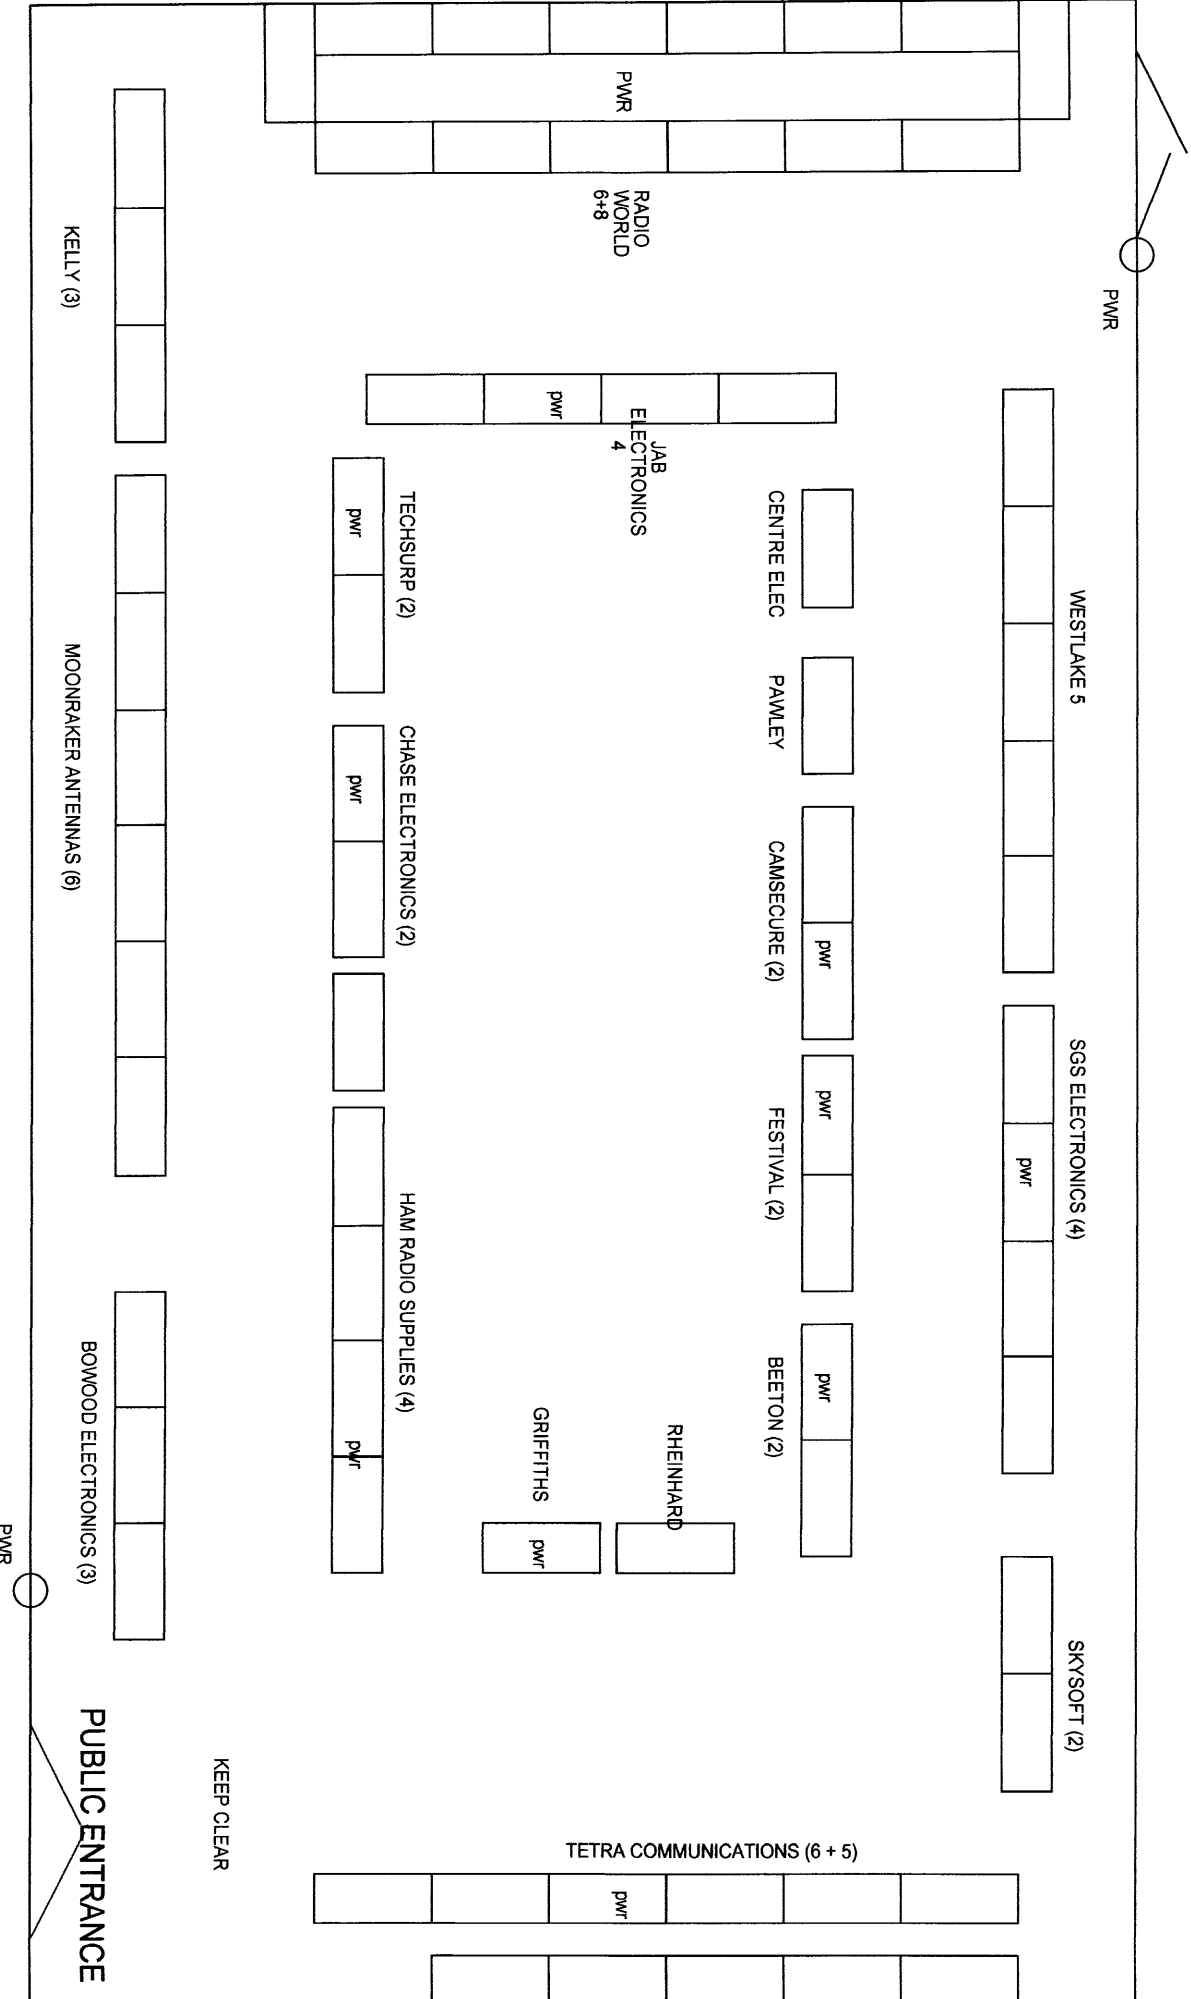 PWR
RADIO
WORLD
6+8
PWR
KELLY (3)
pwr
JAB
ELECTRONICS
4
TECHSURP (2)
pwr
CENTRE ELEC
WESTLAKE 5
MOONRAKER ANTENNAS (6)
PAWLEY
CHASE ELECTRONICS (2)
pwr
CAMSECURE (2)
pwr
SGS ELECTRONICS (4)
pwr
FESTIVAL (2)
pwr
HAM RADIO SUPPLIES (4)
pwr
BEETON (2)
pwr
BOWOOD ELECTRONICS (3)
GRIFFITHS
pwr
RHEINHARD
PWR
SKYSOFT (2)
PUBLIC ENTRANCE
KEEP CLEAR
TETRA COMMUNICATIONS (6 + 5)
pwr